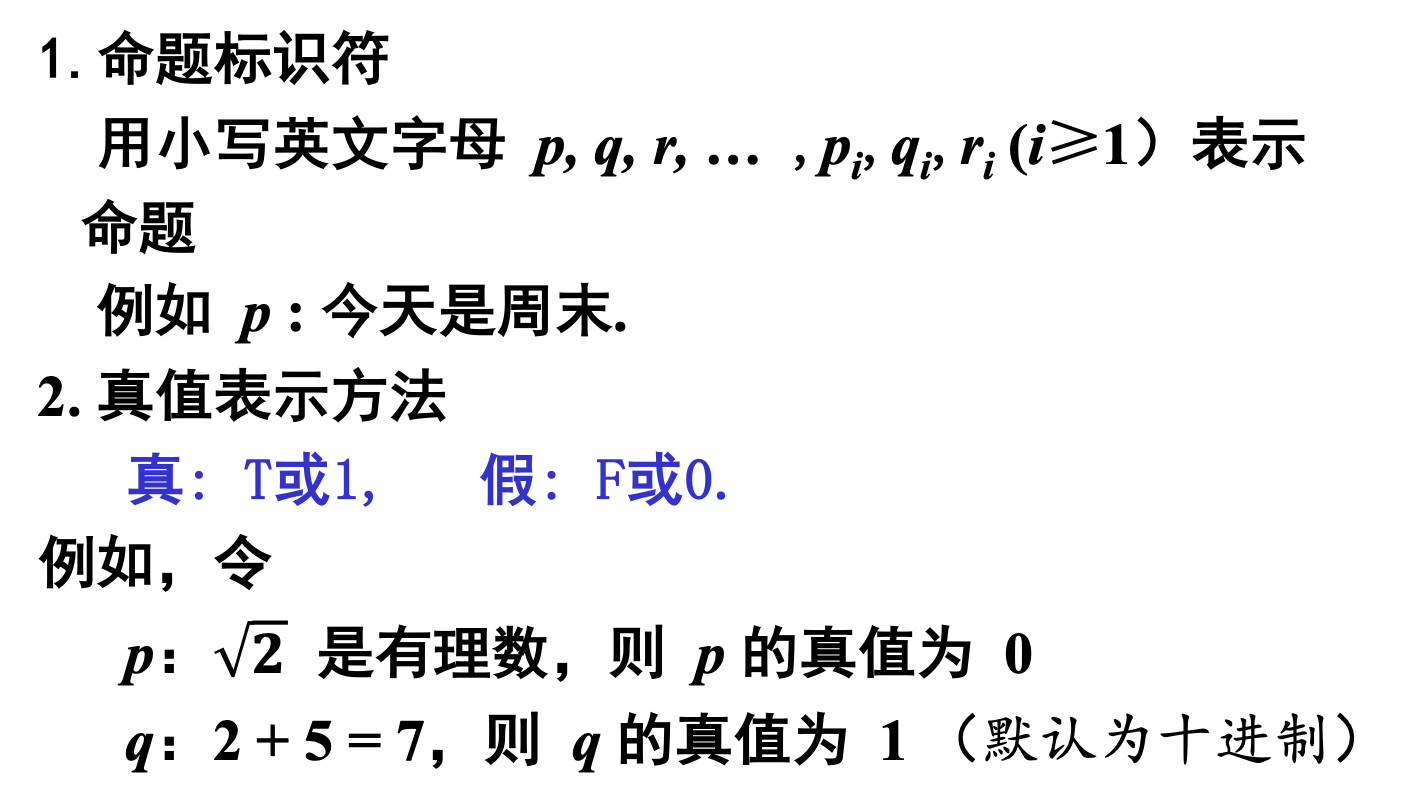 1. 命题标识符
用小写英文字母 p, q, r, … , pᵢ, qᵢ, rᵢ (i≥1）表示
命题
例如 p : 今天是周末.
2. 真值表示方法
真: T或1, 假: F或0.
例如，令
p：√2 是有理数，则 p 的真值为 0
q：2 + 5 = 7，则 q 的真值为 1 （默认为十进制）